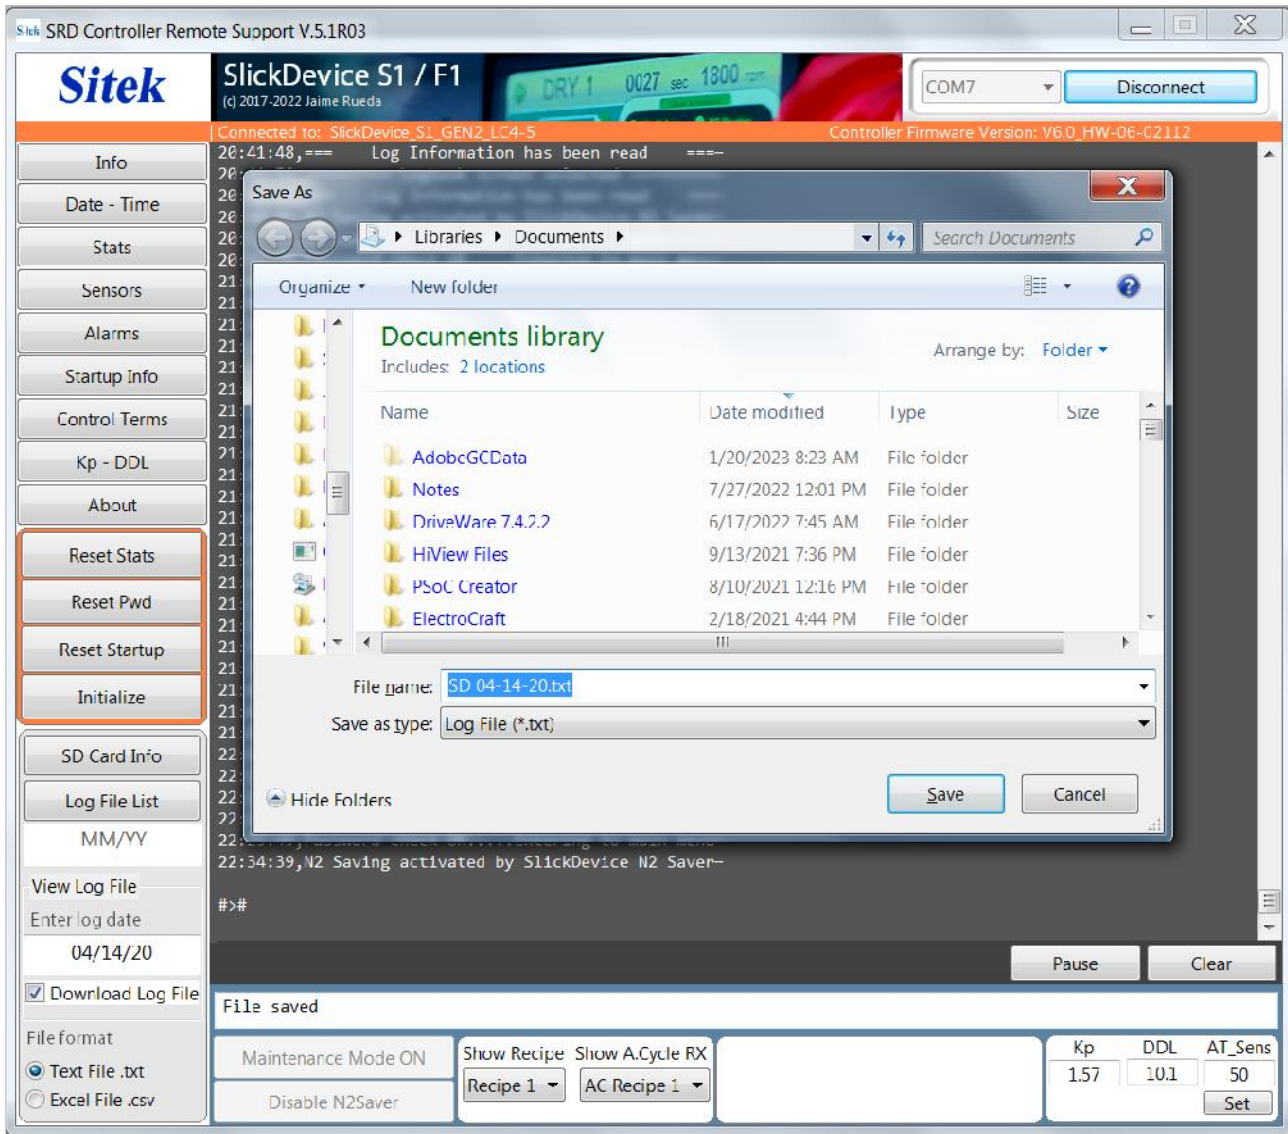 Sitek SRD Controller Remote Support V.5.1R03
Sitek
SlickDevice S1 / F1
(c) 2017-2022 Jaime Rueda
DRY 1 0027 sec 1800 rpm
COM7
Disconnect
Connected to: SlickDevice_S1_GEN2_LC4-5
Controller Firmware Version: V6.0_HW-06-02112
Info
Date - Time
Stats
Sensors
Alarms
Startup Info
Control Terms
Kp - DDL
About
Reset Stats
Reset Pwd
Reset Startup
Initialize
SD Card Info
Log File List
MM/YY
View Log File
Enter log date
04/14/20
Download Log File
File format
Text File .txt
Excel File .csv
20:41:48,=== Log Information has been read ===—
Save As
Libraries Documents
Search Documents
Organize
New folder
Documents library
Includes: 2 locations
Arrange by: Folder
Name Date modified Type Size
AdobeGCData 1/20/2023 8:23 AM File folder
Notes 7/27/2022 12:01 PM File folder
DriveWare 7.4.2.2 6/17/2022 7:45 AM File folder
HiView Files 9/13/2021 7:36 PM File folder
PSoC Creator 8/10/2021 12:16 PM File folder
ElectroCraft 2/18/2021 4:44 PM File folder
File name: SD 04-14-20.txt
Save as type: Log File (*.txt)
Hide Folders
Save
Cancel
22:34:39,N2 Saving activated by SlickDevice N2 Saver—
#>#
Pause
Clear
File saved
Maintenance Mode ON
Disable N2Saver
Show Recipe Show A.Cycle RX
Recipe 1 AC Recipe 1
Kp DDL AT_Sens
1.57 10.1 50
Set